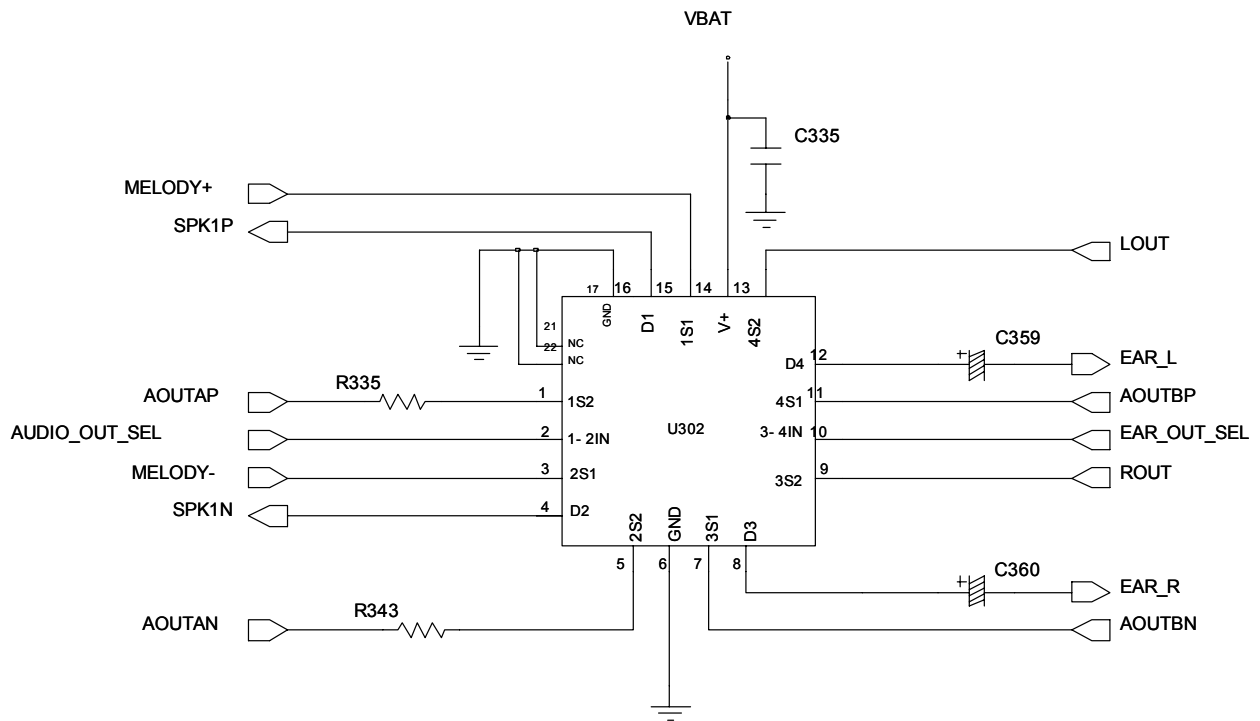 VBAT
C335
MELODY+
SPK1P
LOUT
17 16 15 14 13
GND
D1
1S1
V+
4S2
21
NC
22
NC
C359
+
D4
12
EAR_L
AOUTAP
R335
1
1S2
4S1
11
AOUTBP
AUDIO_OUT_SEL
2
1- 2IN
U302
3- 4IN
10
EAR_OUT_SEL
MELODY-
3
2S1
3S2
9
ROUT
SPK1N
4
D2
2S2
GND
3S1
D3
5 6 7 8
C360
+
EAR_R
AOUTAN
R343
AOUTBN